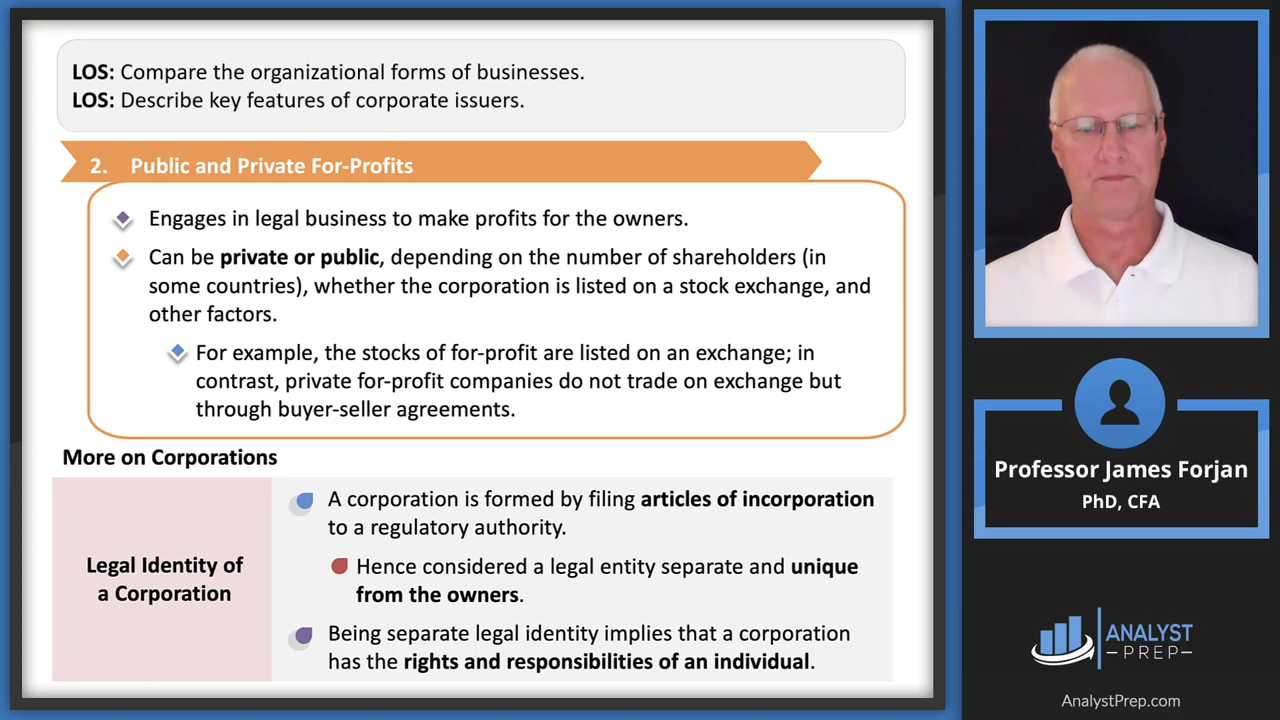 LOS: Compare the organizational forms of businesses.
LOS: Describe key features of corporate issuers.
2. Public and Private For-Profits
Engages in legal business to make profits for the owners.
Can be private or public, depending on the number of shareholders (in
some countries), whether the corporation is listed on a stock exchange, and
other factors.
For example, the stocks of for-profit are listed on an exchange; in
contrast, private for-profit companies do not trade on exchange but
through buyer-seller agreements.
More on Corporations
Legal Identity of
a Corporation
A corporation is formed by filing articles of incorporation
to a regulatory authority.
Hence considered a legal entity separate and unique
from the owners.
Being separate legal identity implies that a corporation
has the rights and responsibilities of an individual.
Professor James Forjan
PhD, CFA
ANALYST
PREP
AnalystPrep.com